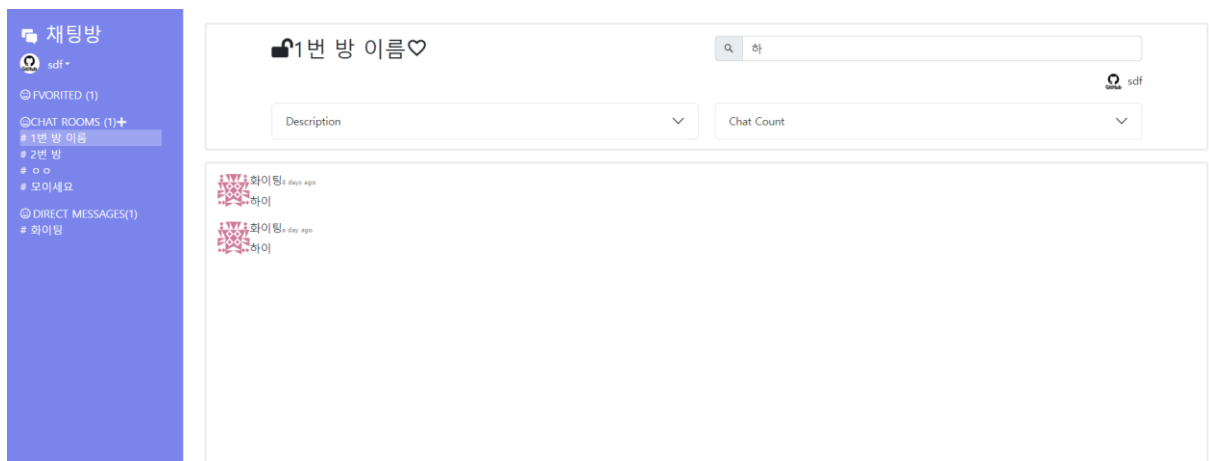 채팅방
sdf
FVORITED (1)
CHAT ROOMS (1)+
# 1번 방 이름
# 2번 방
# ㅇㅇ
# 모이세요
DIRECT MESSAGES(1)
# 화이팅
1번 방 이름
하
sdf
Description
Chat Count
화이팅 days ago
하이
화이팅a day ago
하이